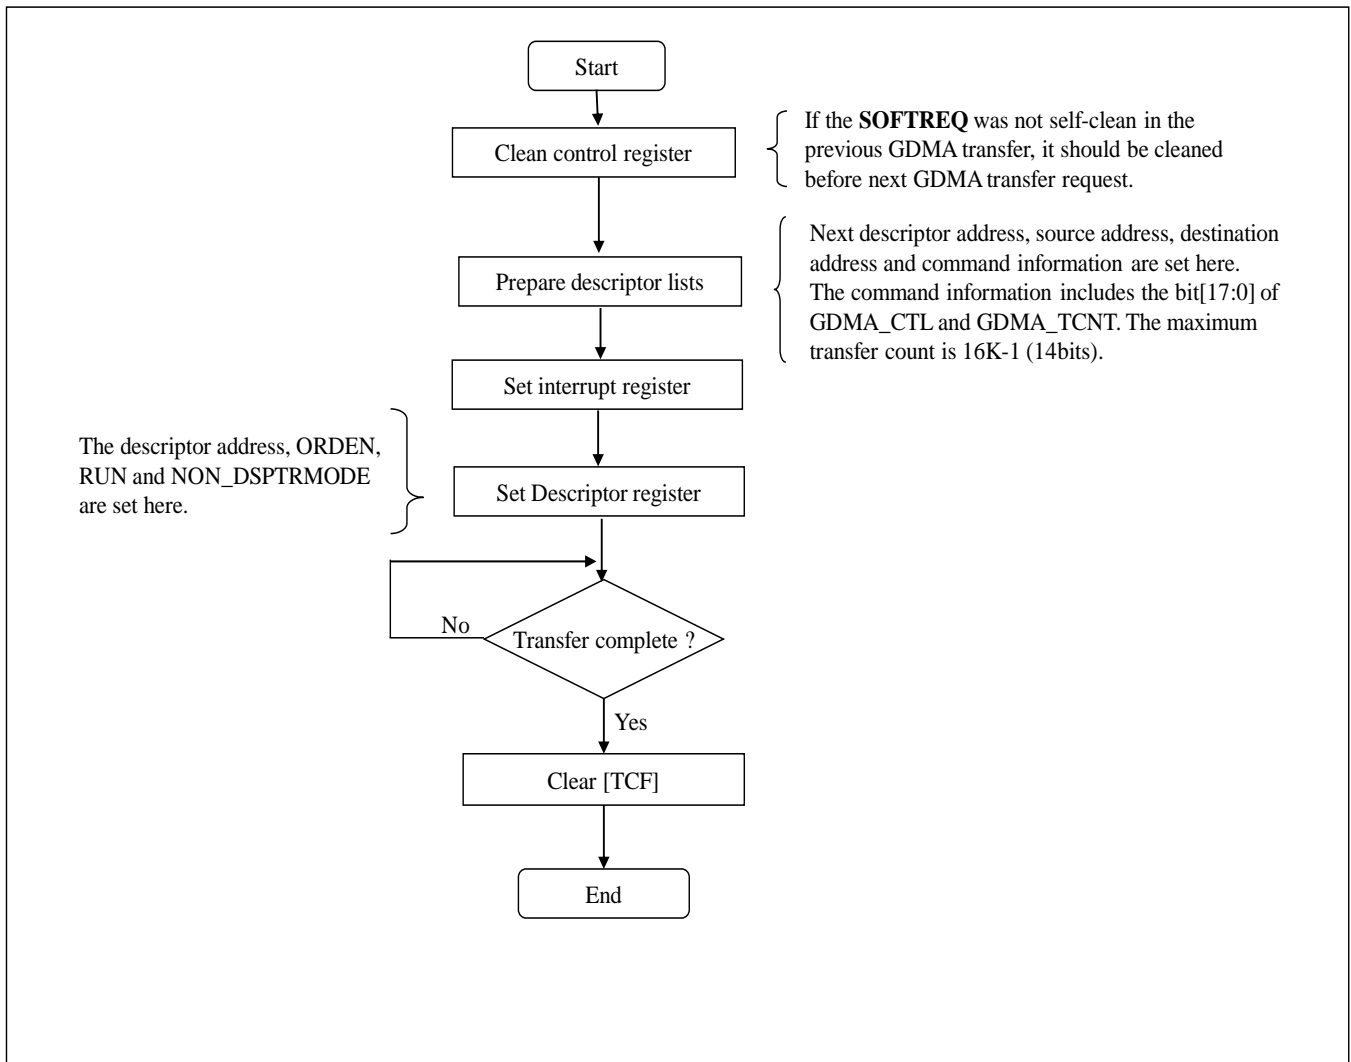 Start
Clean control register
If the SOFTREQ was not self-clean in the
previous GDMA transfer, it should be cleaned
before next GDMA transfer request.
Prepare descriptor lists
Next descriptor address, source address, destination
address and command information are set here.
The command information includes the bit[17:0] of
GDMA_CTL and GDMA_TCNT. The maximum
transfer count is 16K-1 (14bits).
Set interrupt register
The descriptor address, ORDEN,
RUN and NON_DSPTRMODE
are set here.
Set Descriptor register
No
Transfer complete ?
Yes
Clear [TCF]
End